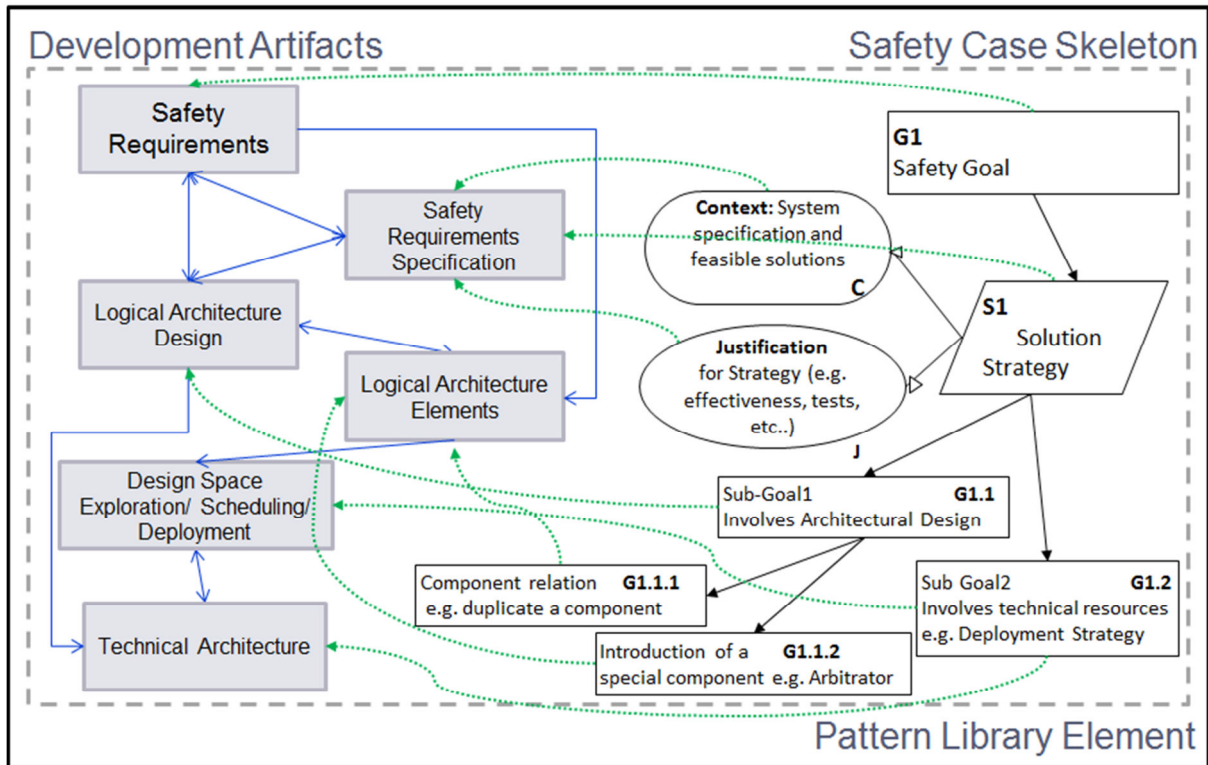 Development Artifacts
Safety Case Skeleton
Safety
Requirements
G1
Safety Goal
Safety
Requirements
Specification
Context: System
specification and
feasible solutions
C
Logical Architecture
Design
S1
Solution
Strategy
Justification
for Strategy (e.g.
effectiveness, tests,
etc..)
J
Logical Architecture
Elements
Design Space
Exploration/ Scheduling/
Deployment
Sub-Goal1 G1.1
Involves Architectural Design
Component relation G1.1.1
e.g. duplicate a component
Sub Goal2 G1.2
Involves technical resources
e.g. Deployment Strategy
Technical Architecture
Introduction of a G1.1.2
special component e.g. Arbitrator
Pattern Library Element